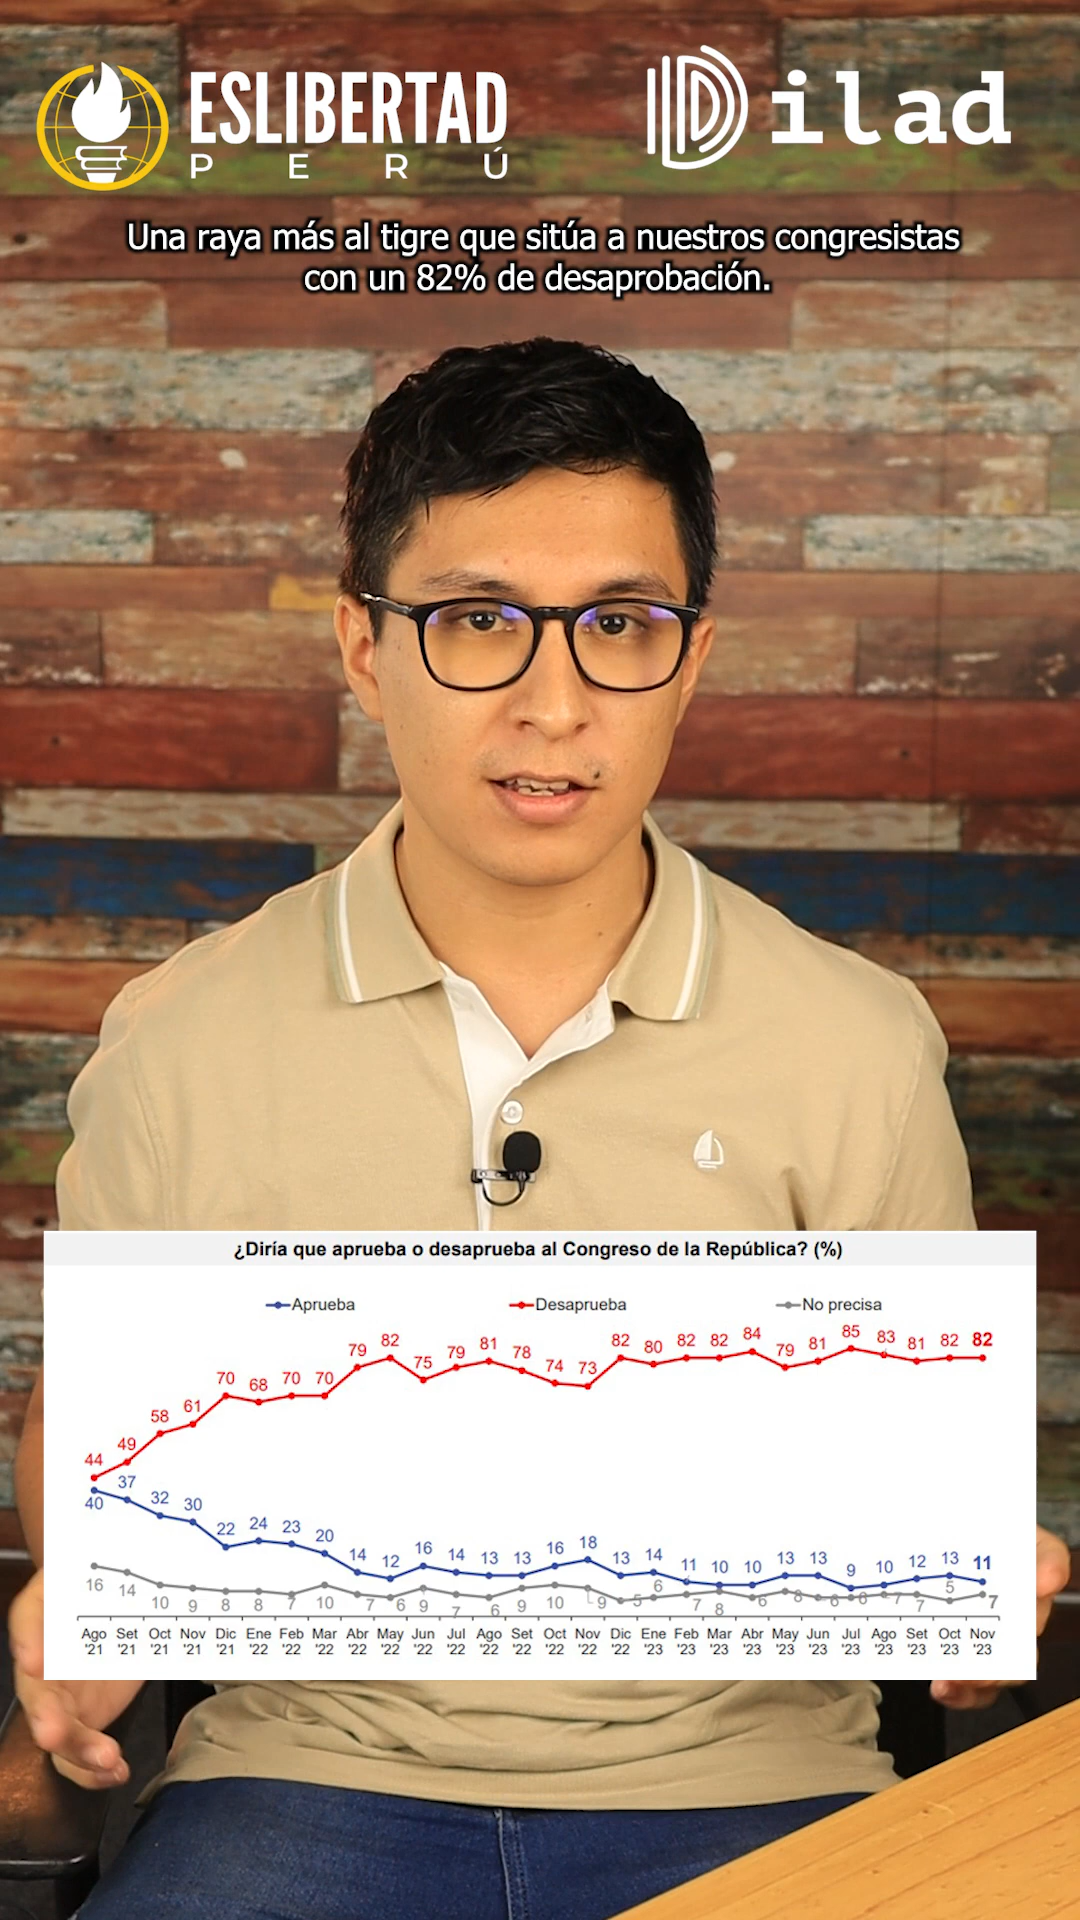 ESLIBERTAD
PERÚ
ilad
Una raya más al tigre que sitúa a nuestros congresistas
con un 82% de desaprobación.
¿Diría que aprueba o desaprueba al Congreso de la República? (%)
Aprueba Desaprueba No precisa
44 49 58 61 70 68 70 70 79 82 75 79 81 78 74 73 82 80 82 82 84 79 81 85 83 81 82 82
40 37 32 30 22 24 23 20 14 12 16 14 13 13 16 18 13 14 11 10 10 13 13 9 10 12 13 11
16 14 10 9 8 8 7 10 7 6 9 7 6 9 10 9 5 6 7 8 6 8 6 6 7 7 5 7
Ago Set Oct Nov Dic Ene Feb Mar Abr May Jun Jul Ago Set Oct Nov Dic Ene Feb Mar Abr May Jun Jul Ago Set Oct Nov
'21 '21 '21 '21 '21 '22 '22 '22 '22 '22 '22 '22 '22 '22 '22 '22 '22 '23 '23 '23 '23 '23 '23 '23 '23 '23 '23 '23